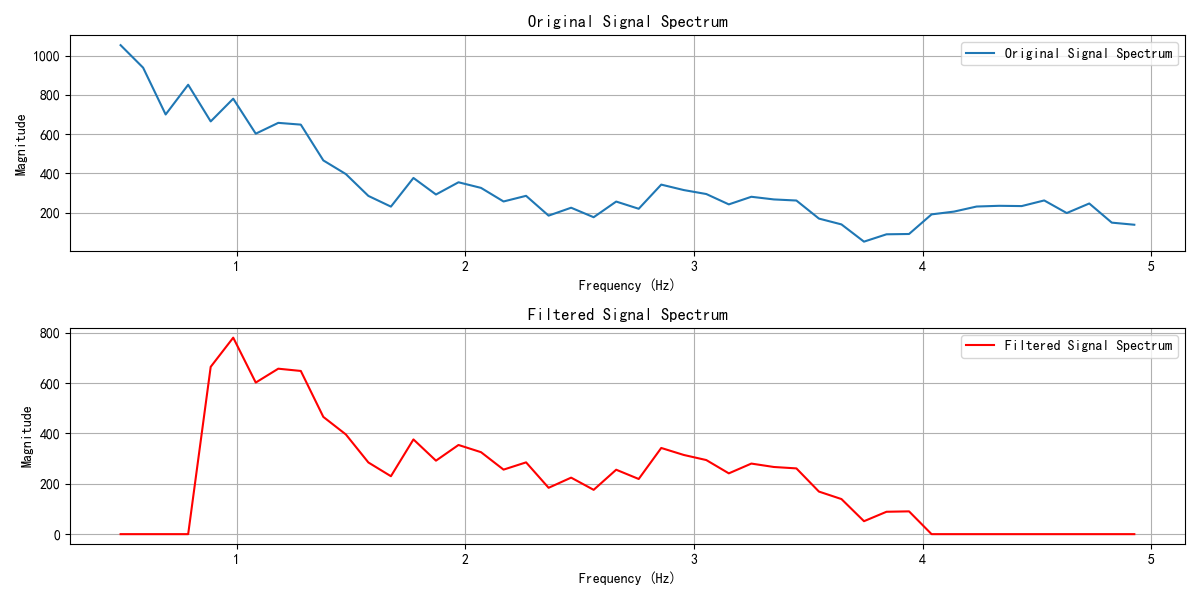 Original Signal Spectrum
Original Signal Spectrum
Magnitude
1000
800
600
400
200
1 2 3 4 5
Frequency (Hz)
Filtered Signal Spectrum
Filtered Signal Spectrum
Magnitude
800
600
400
200
0
1 2 3 4 5
Frequency (Hz)